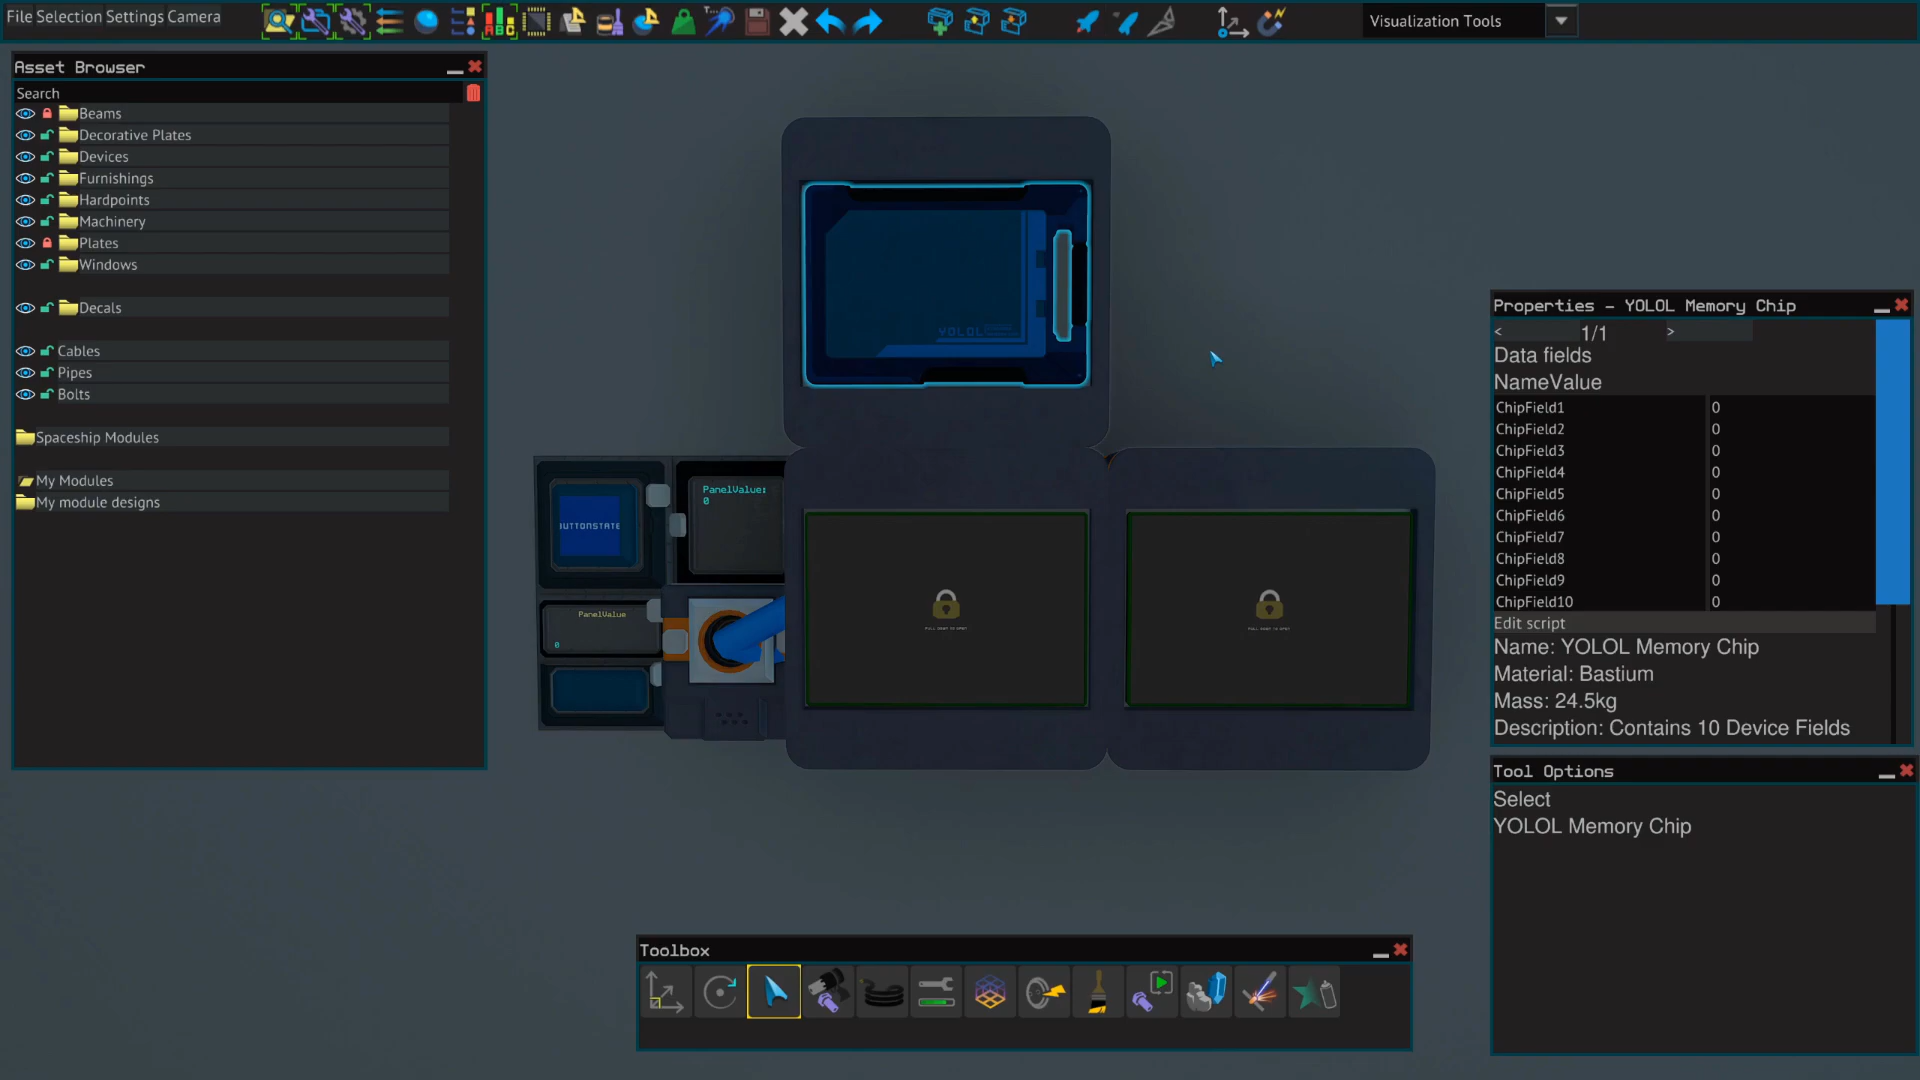 File Selection Settings Camera
Visualization Tools
Asset Browser
Search
Beams
Decorative Plates
Devices
Furnishings
Hardpoints
Machinery
Plates
Windows
Decals
Cables
Pipes
Bolts
Spaceship Modules
My Modules
My module designs
YOLOL
BUTTONSTATE
PanelValue:
0
PanelValue
0
Properties - YOLOL Memory Chip
< 1/1 >
Data fields
NameValue
ChipField1 0
ChipField2 0
ChipField3 0
ChipField4 0
ChipField5 0
ChipField6 0
ChipField7 0
ChipField8 0
ChipField9 0
ChipField10 0
Edit script
Name: YOLOL Memory Chip
Material: Bastium
Mass: 24.5kg
Description: Contains 10 Device Fields
Tool Options
Select
YOLOL Memory Chip
Toolbox